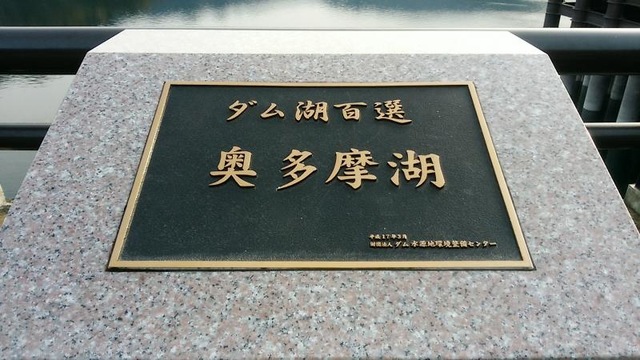 ダム湖百選
奥多摩湖
平成17年3月
財団法人 ダム水源地環境整備センター